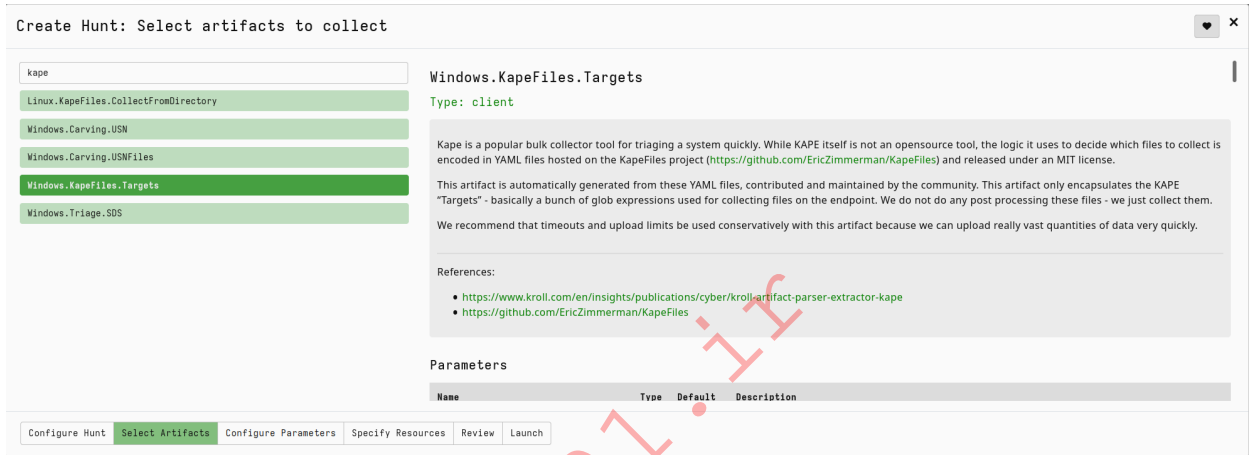 Create Hunt: Select artifacts to collect
kape
Linux.KapeFiles.CollectFromDirectory
Windows.Carving.USN
Windows.Carving.USNFiles
Windows.KapeFiles.Targets
Windows.Triage.SDS
Windows.KapeFiles.Targets
Type: client
Kape is a popular bulk collector tool for triaging a system quickly. While KAPE itself is not an opensource tool, the logic it uses to decide which files to collect is
encoded in YAML files hosted on the KapeFiles project (https://github.com/EricZimmerman/KapeFiles) and released under an MIT license.
This artifact is automatically generated from these YAML files, contributed and maintained by the community. This artifact only encapsulates the KAPE
“Targets” - basically a bunch of glob expressions used for collecting files on the endpoint. We do not do any post processing these files - we just collect them.
We recommend that timeouts and upload limits be used conservatively with this artifact because we can upload really vast quantities of data very quickly.
References:
• https://www.kroll.com/en/insights/publications/cyber/kroll-artifact-parser-extractor-kape
• https://github.com/EricZimmerman/KapeFiles
Parameters
Name Type Default Description
Configure Hunt Select Artifacts Configure Parameters Specify Resources Review Launch